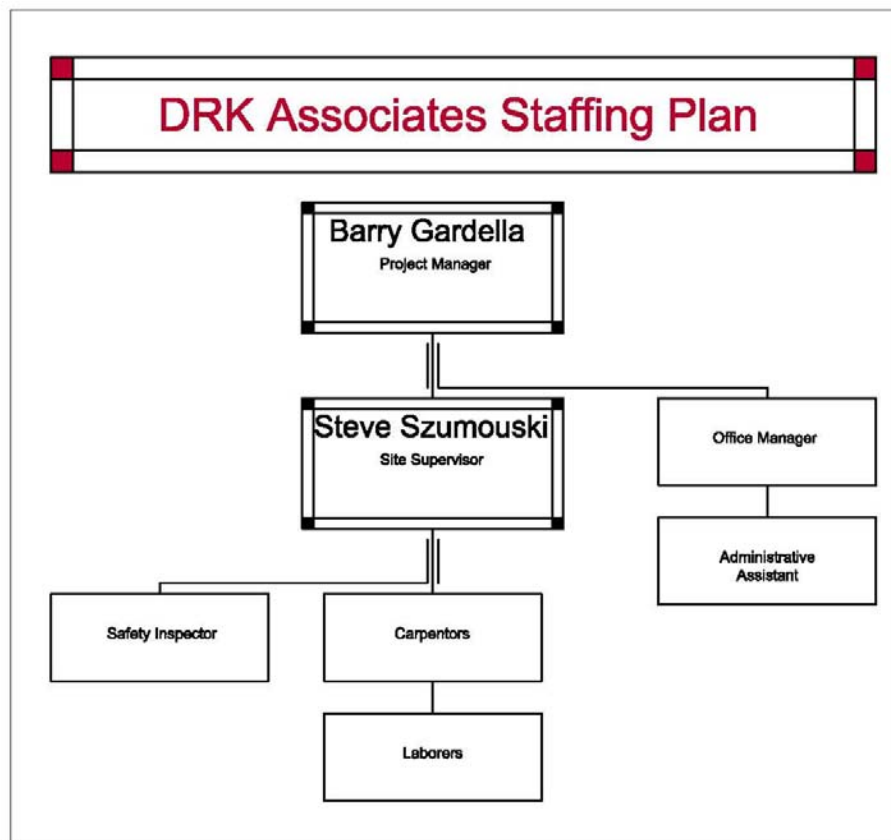 DRK Associates Staffing Plan
Barry Gardella
Project Manager
Steve Szumouski
Site Supervisor
Office Manager
Administrative
Assistant
Safety Inspector
Carpentors
Laborers